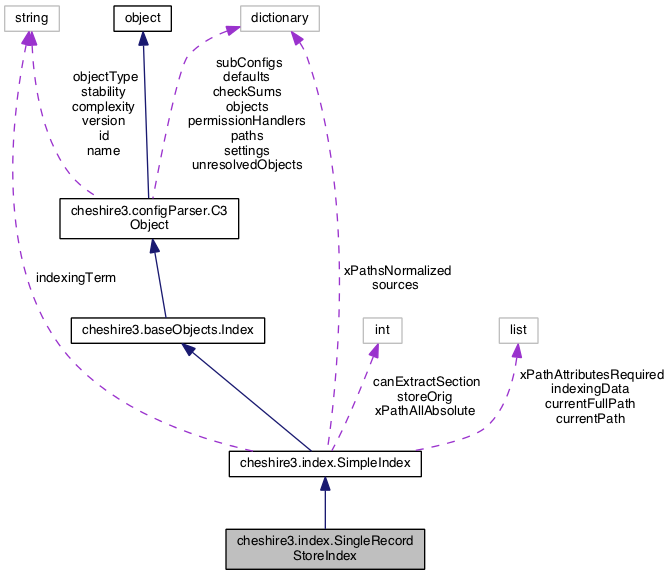 string
object
dictionary
objectType
stability
complexity
version
id
name
subConfigs
defaults
checkSums
objects
permissionHandlers
paths
settings
unresolvedObjects
cheshire3.configParser.C3
Object
indexingTerm
xPathsNormalized
sources
cheshire3.baseObjects.Index
int
list
canExtractSection
storeOrig
xPathAllAbsolute
xPathAttributesRequired
indexingData
currentFullPath
currentPath
cheshire3.index.SimpleIndex
cheshire3.index.SingleRecord
StoreIndex